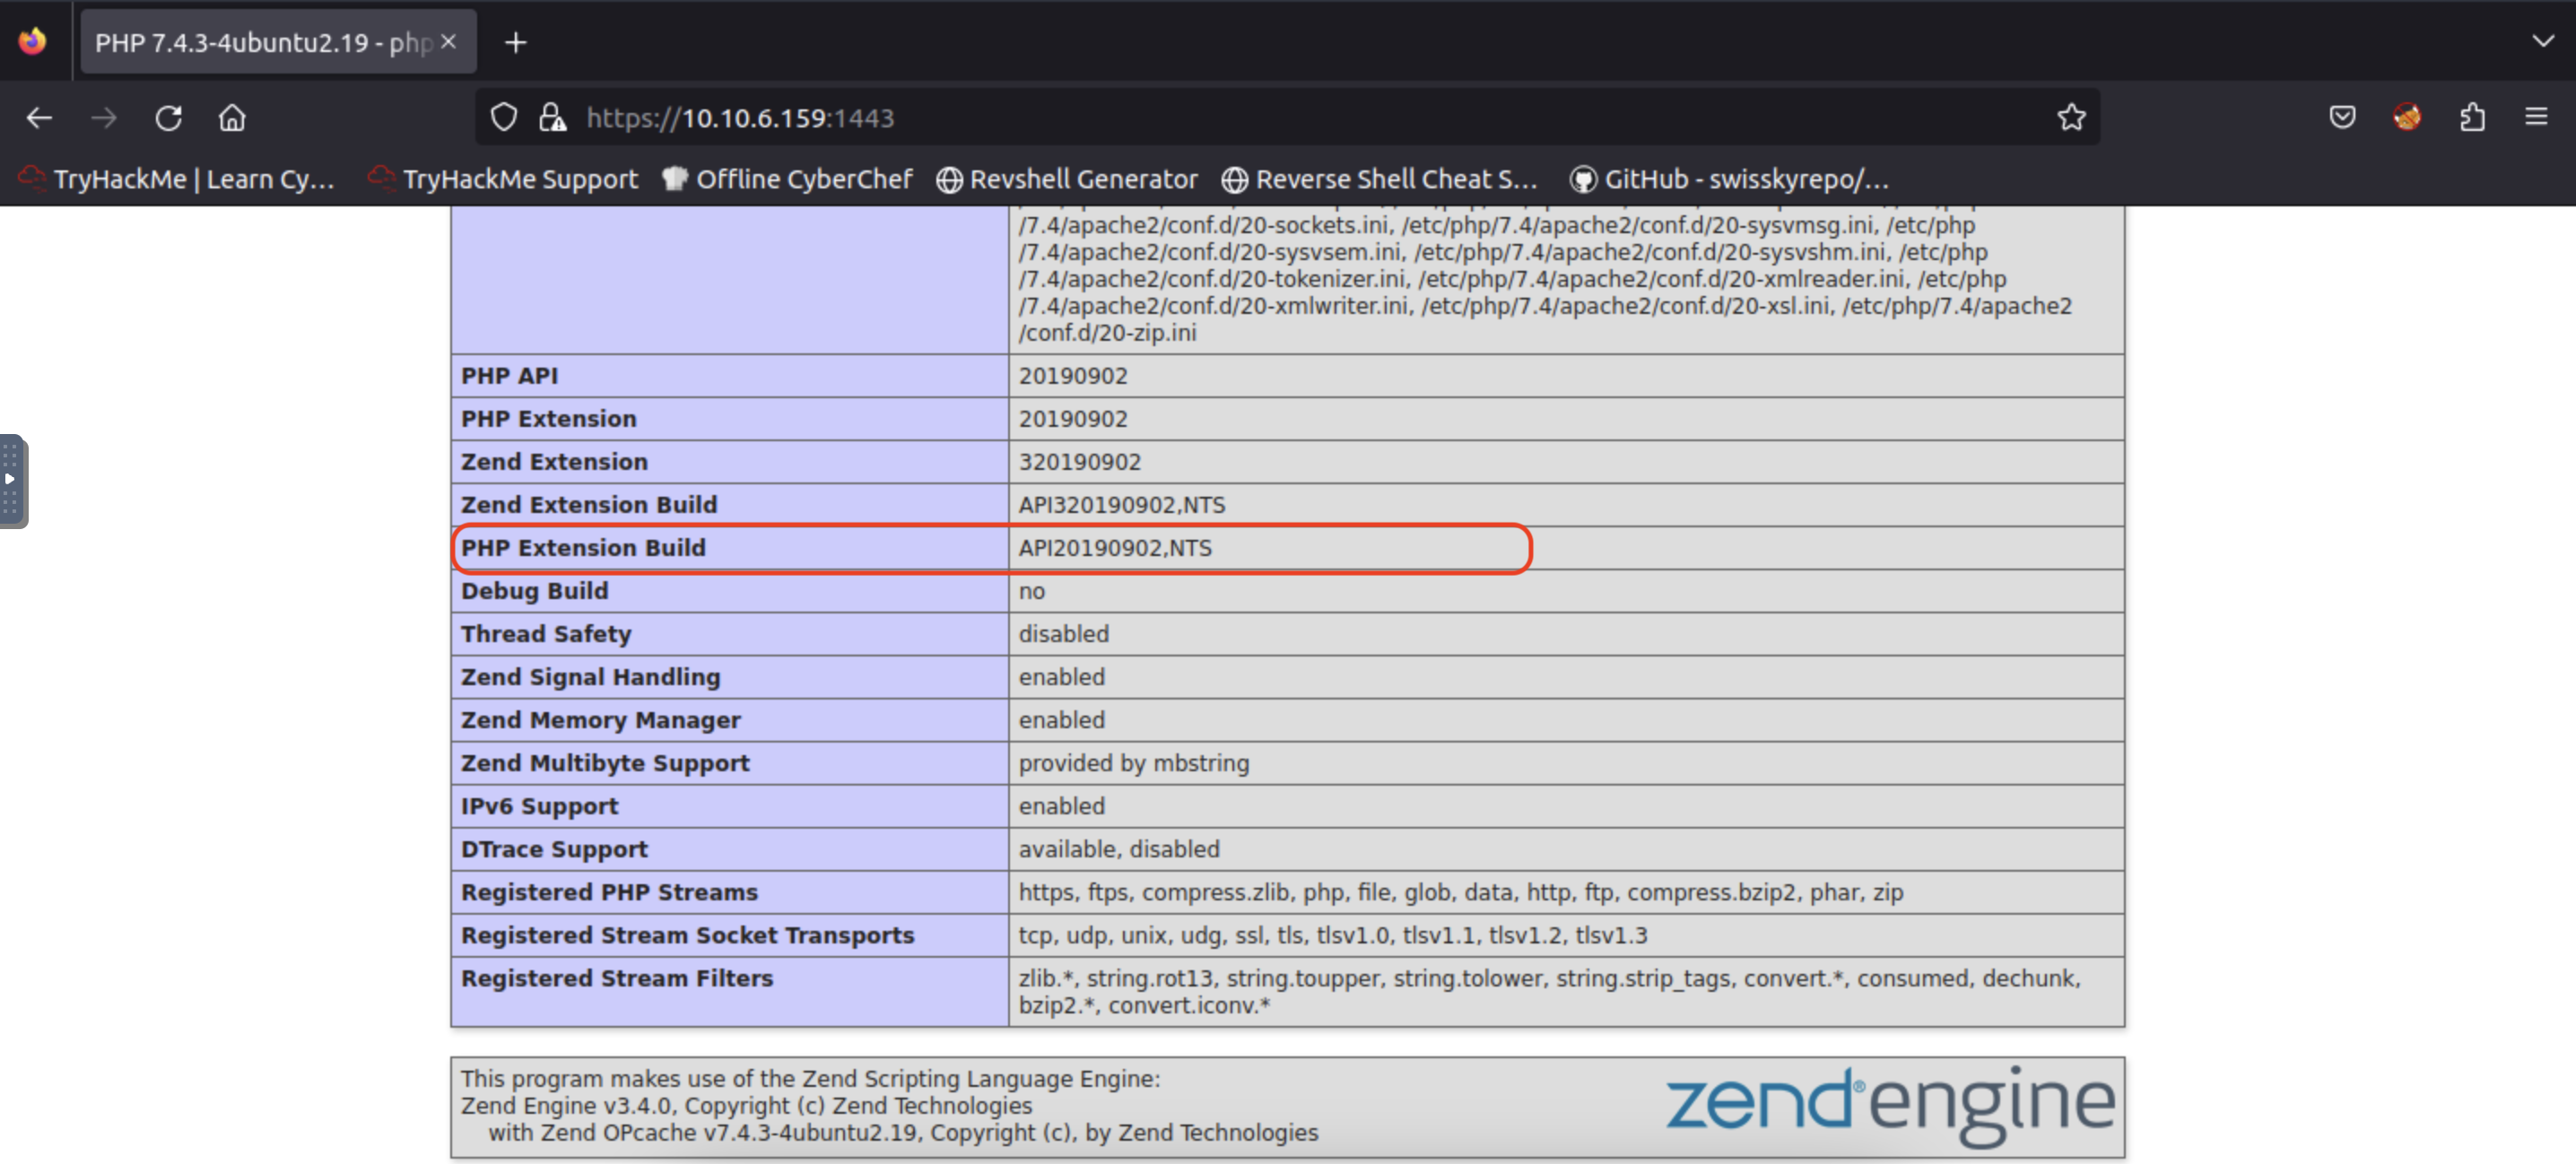 PHP 7.4.3-4ubuntu2.19 - php
https://10.10.6.159:1443
TryHackMe | Learn Cy… TryHackMe Support Offline CyberChef Revshell Generator Reverse Shell Cheat S… GitHub - swisskyrepo/…
/7.4/apache2/conf.d/20-sockets.ini, /etc/php/7.4/apache2/conf.d/20-sysvmsg.ini, /etc/php
/7.4/apache2/conf.d/20-sysvsem.ini, /etc/php/7.4/apache2/conf.d/20-sysvshm.ini, /etc/php
/7.4/apache2/conf.d/20-tokenizer.ini, /etc/php/7.4/apache2/conf.d/20-xmlreader.ini, /etc/php
/7.4/apache2/conf.d/20-xmlwriter.ini, /etc/php/7.4/apache2/conf.d/20-xsl.ini, /etc/php/7.4/apache2
/conf.d/20-zip.ini
PHP API 20190902
PHP Extension 20190902
Zend Extension 320190902
Zend Extension Build API320190902,NTS
PHP Extension Build API20190902,NTS
Debug Build no
Thread Safety disabled
Zend Signal Handling enabled
Zend Memory Manager enabled
Zend Multibyte Support provided by mbstring
IPv6 Support enabled
DTrace Support available, disabled
Registered PHP Streams https, ftps, compress.zlib, php, file, glob, data, http, ftp, compress.bzip2, phar, zip
Registered Stream Socket Transports tcp, udp, unix, udg, ssl, tls, tlsv1.0, tlsv1.1, tlsv1.2, tlsv1.3
Registered Stream Filters zlib.*, string.rot13, string.toupper, string.tolower, string.strip_tags, convert.*, consumed, dechunk,
bzip2.*, convert.iconv.*
This program makes use of the Zend Scripting Language Engine:
Zend Engine v3.4.0, Copyright (c) Zend Technologies
with Zend OPcache v7.4.3-4ubuntu2.19, Copyright (c), by Zend Technologies
zend® engine